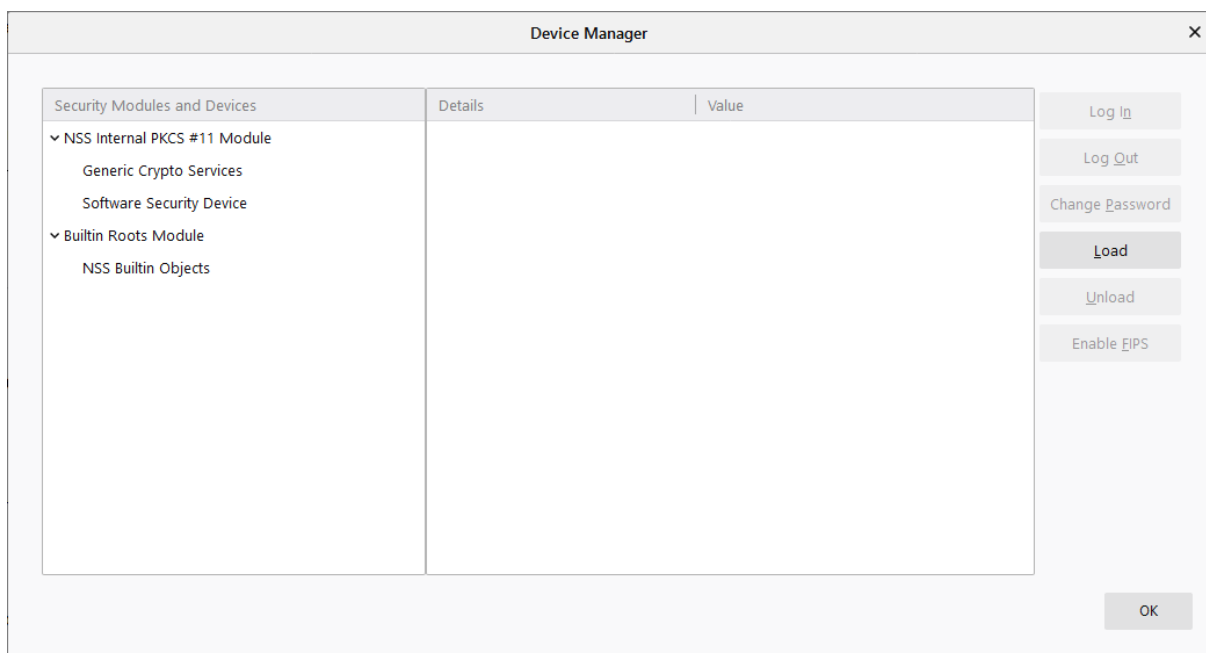 Device Manager
Security Modules and Devices
Details
Value
NSS Internal PKCS #11 Module
Generic Crypto Services
Software Security Device
Builtin Roots Module
NSS Builtin Objects
Log In
Log Out
Change Password
Load
Unload
Enable FIPS
OK